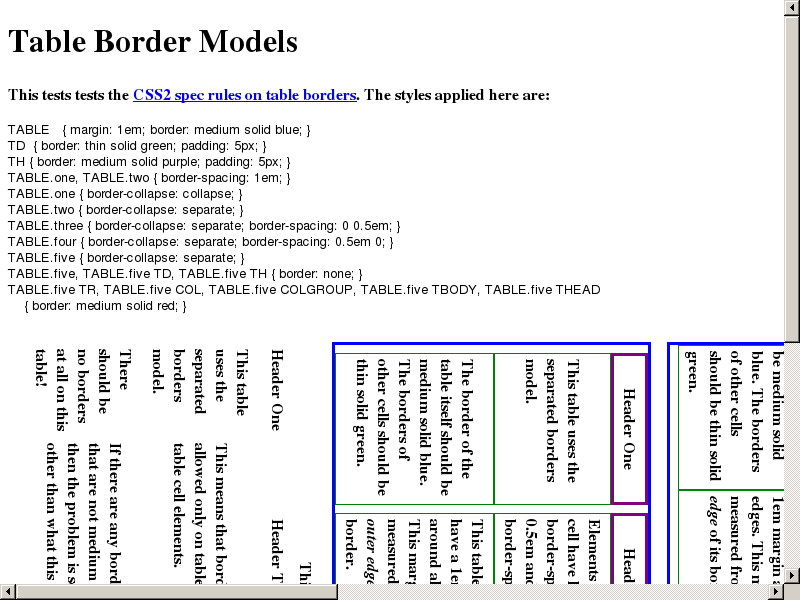 Table Border Models
This tests tests the CSS2 spec rules on table borders. The styles applied here are:
TABLE { margin: 1em; border: medium solid blue; }
TD { border: thin solid green; padding: 5px; }
TH { border: medium solid purple; padding: 5px; }
TABLE.one, TABLE.two { border-spacing: 1em; }
TABLE.one { border-collapse: collapse; }
TABLE.two { border-collapse: separate; }
TABLE.three { border-collapse: separate; border-spacing: 0 0.5em; }
TABLE.four { border-collapse: separate; border-spacing: 0.5em 0; }
TABLE.five { border-collapse: separate; }
TABLE.five, TABLE.five TD, TABLE.five TH { border: none; }
TABLE.five TR, TABLE.five COL, TABLE.five COLGROUP, TABLE.five TBODY, TABLE.five THEAD
{ border: medium solid red; }
be medium solid
blue. The borders
of other cells
should be thin solid
green.
1em margin
edges. This
measured
edge of its
Header One
This table uses the
separated borders
model.
The border of the
table itself should be
medium solid blue.
The borders of
other cells should be
thin solid green.
Head
Elements
cell have
border-sp
0.5em and
border-sp
This table
have a
around
This
measured
outer edge
border.
Header One
This table
uses the
separated
borders
model.
There
should be
no borders
at all on this
table!
Thi
Header T
This means that bord
allowed only on table
table cell elements.
If there are any bord
that are not medium
then the problem is
other than what this